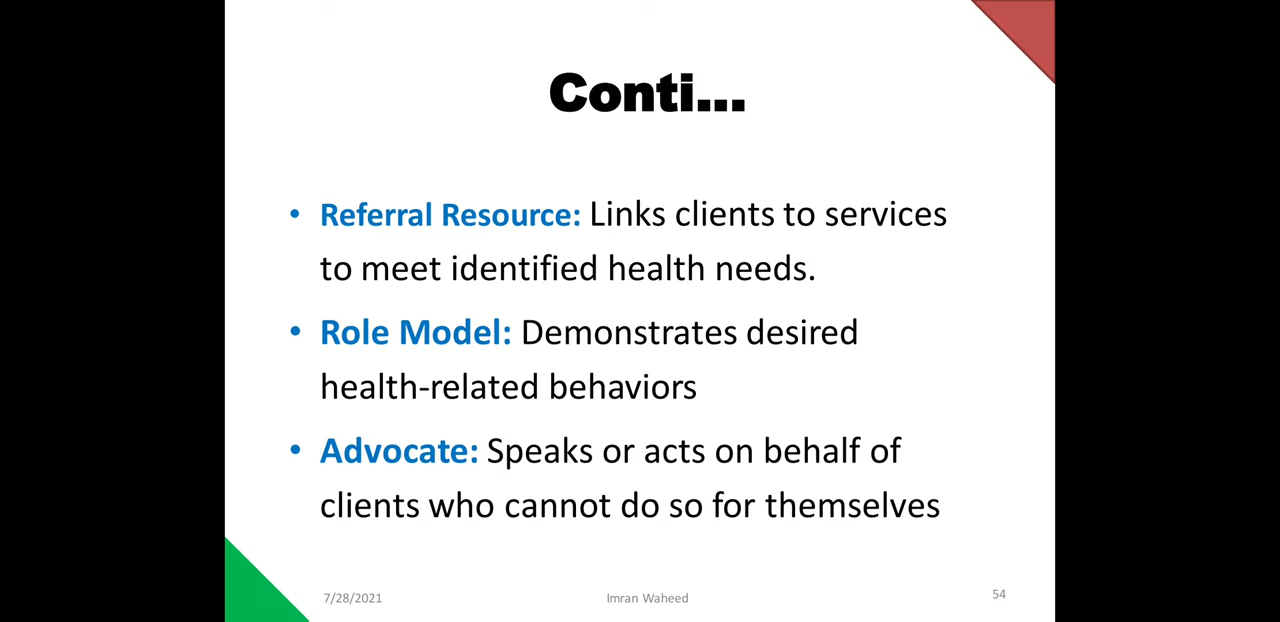 Conti...
• Referral Resource: Links clients to services
to meet identified health needs.
• Role Model: Demonstrates desired
health-related behaviors
• Advocate: Speaks or acts on behalf of
clients who cannot do so for themselves
7/28/2021 Imran Waheed 54